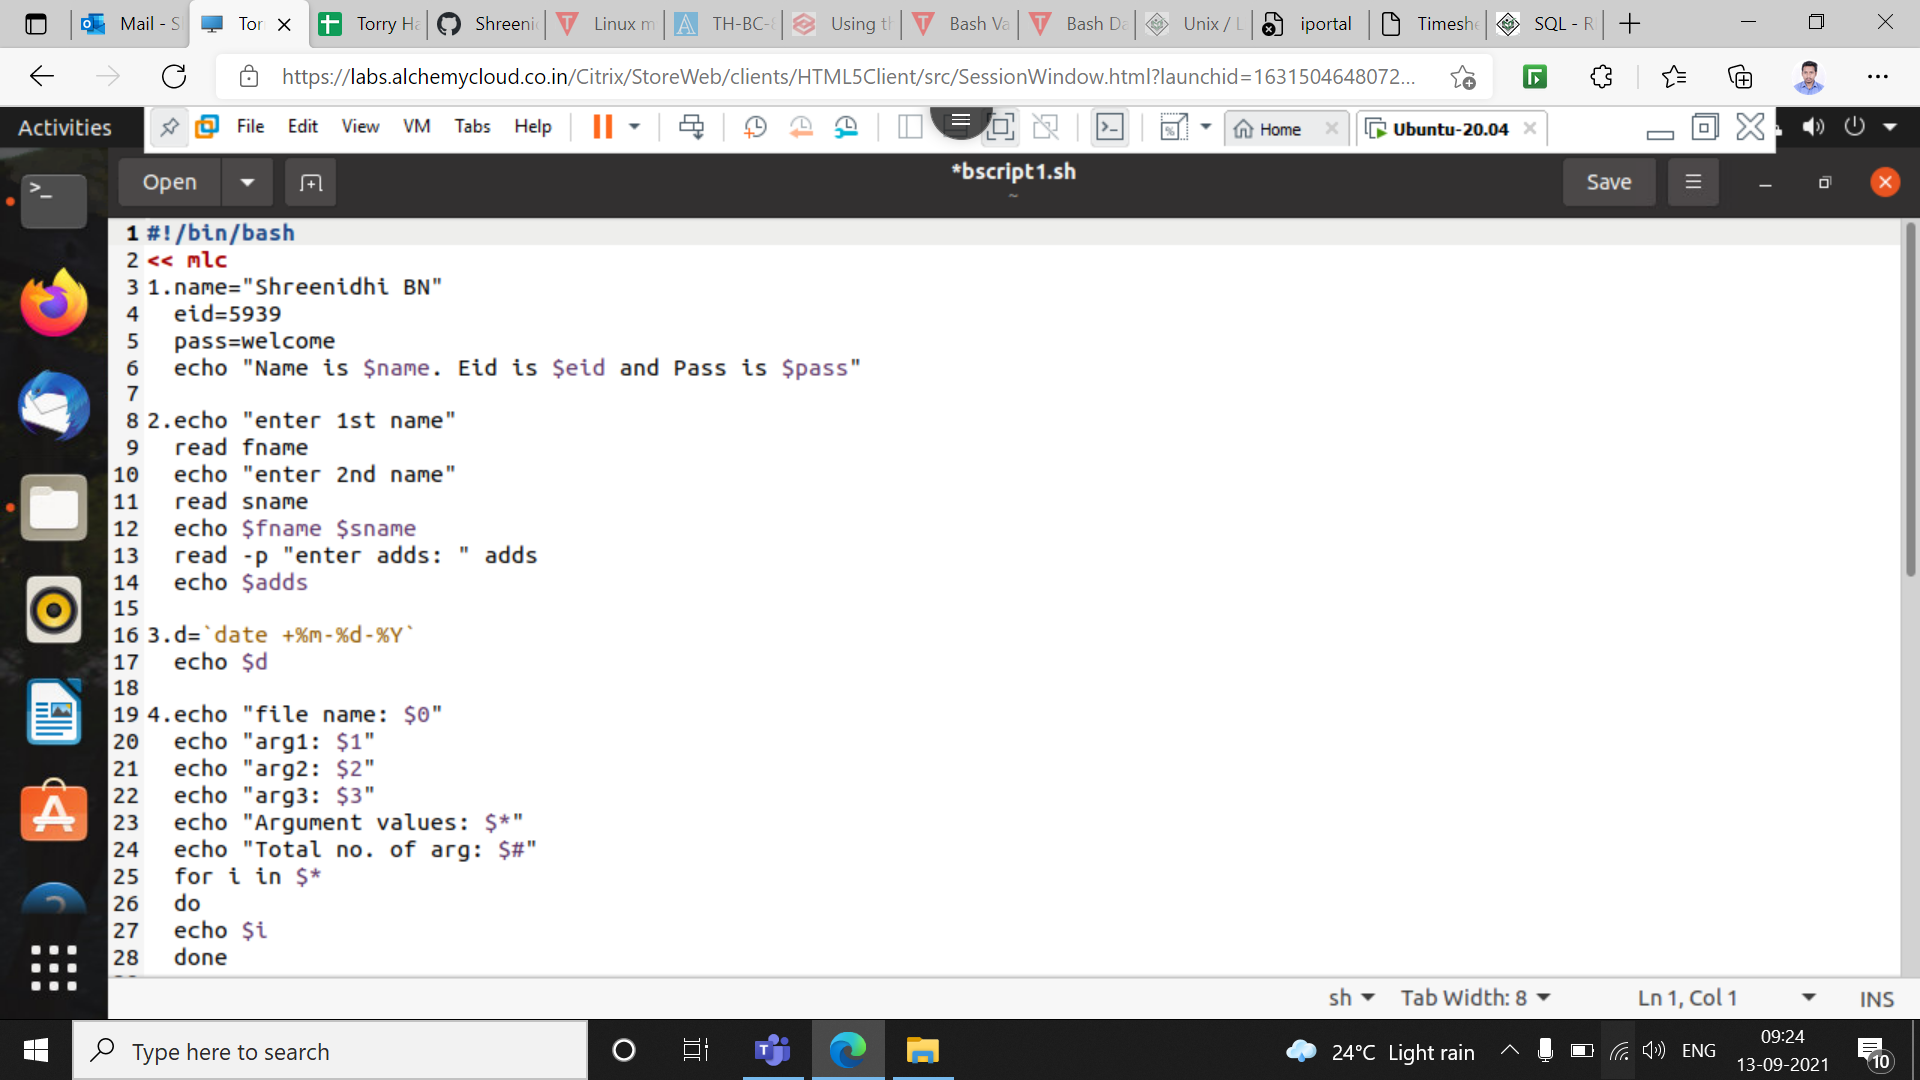 Mail - S
Tor
Torry Ha
Shreeni
Linux m
TH-BC-
Using th
Bash Va
Bash Da
Unix / L
iportal
Timeshe
SQL - R
https://labs.alchemycloud.co.in/Citrix/StoreWeb/clients/HTML5Client/src/SessionWindow.html?launchid=1631504648072...
Activities
File Edit View VM Tabs Help
Home
Ubuntu-20.04
Open
*bscript1.sh
~
Save
1 #!/bin/bash
2 << mlc
3 1.name="Shreenidhi BN"
4 eid=5939
5 pass=welcome
6 echo "Name is $name. Eid is $eid and Pass is $pass"
7
8 2.echo "enter 1st name"
9 read fname
10 echo "enter 2nd name"
11 read sname
12 echo $fname $sname
13 read -p "enter adds: " adds
14 echo $adds
15
16 3.d=`date +%m-%d-%Y`
17 echo $d
18
19 4.echo "file name: $0"
20 echo "arg1: $1"
21 echo "arg2: $2"
22 echo "arg3: $3"
23 echo "Argument values: $*"
24 echo "Total no. of arg: $#"
25 for i in $*
26 do
27 echo $i
28 done
sh
Tab Width: 8
Ln 1, Col 1
INS
Type here to search
24°C Light rain
ENG
09:24
13-09-2021
10